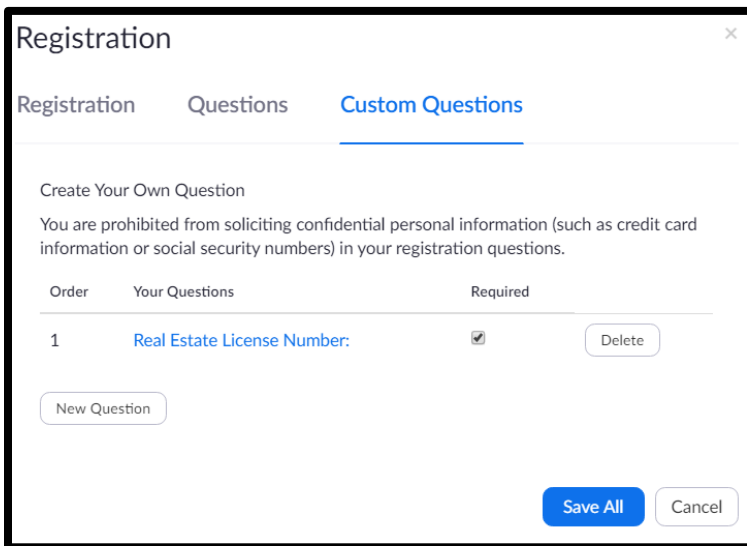 Registration
Registration Questions Custom Questions
Create Your Own Question
You are prohibited from soliciting confidential personal information (such as credit card
information or social security numbers) in your registration questions.
Order Your Questions Required
1 Real Estate License Number: Delete
New Question
Save All Cancel